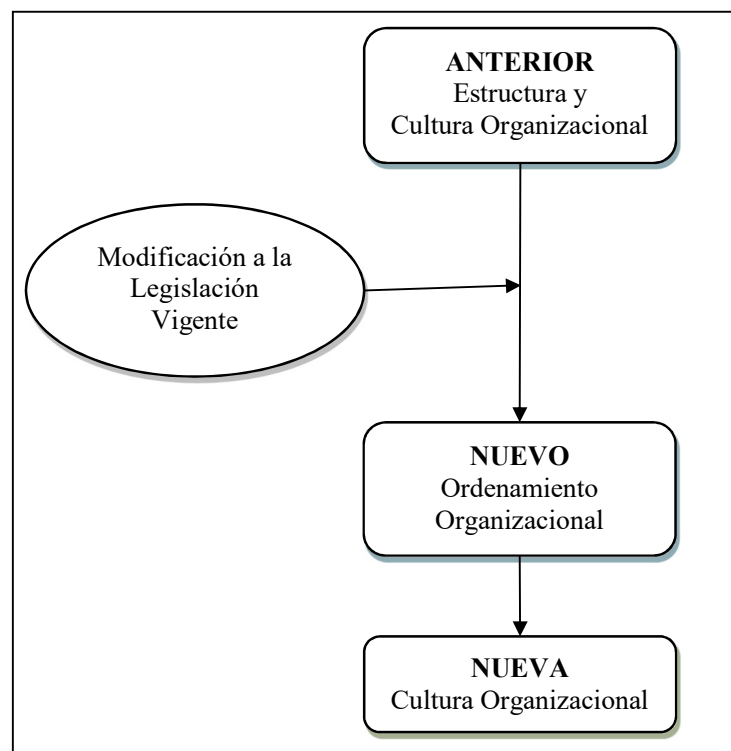 ANTERIOR
Estructura y
Cultura Organizacional
Modificación a la
Legislación
Vigente
NUEVO
Ordenamiento
Organizacional
NUEVA
Cultura Organizacional